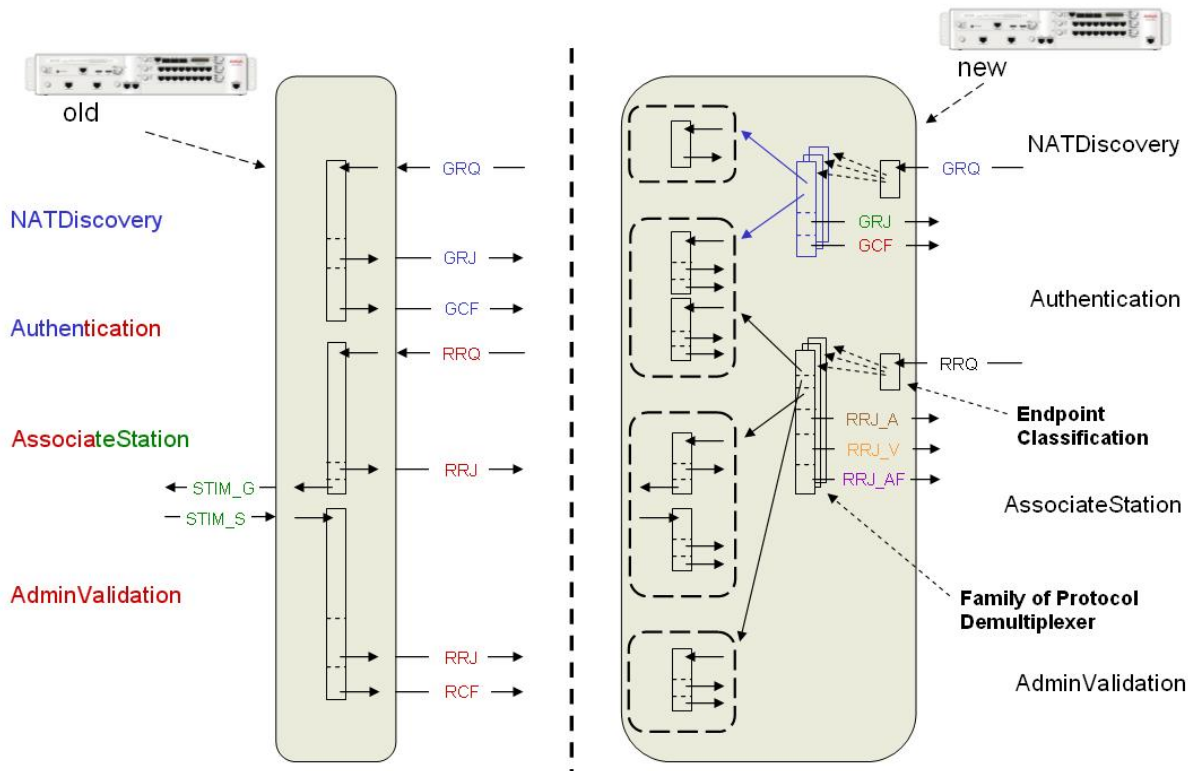 old
NATDiscovery
Authentication
AssociateStation
AdminValidation
GRQ
GRJ
GCF
RRQ
RRJ
STIM_G
STIM_S
RRJ
RCF
new
NATDiscovery
GRQ
GRJ
GCF
Authentication
RRQ
Endpoint
Classification
RRJ_A
RRJ_V
RRJ_AF
AssociateStation
Family of Protocol
Demultiplexer
AdminValidation